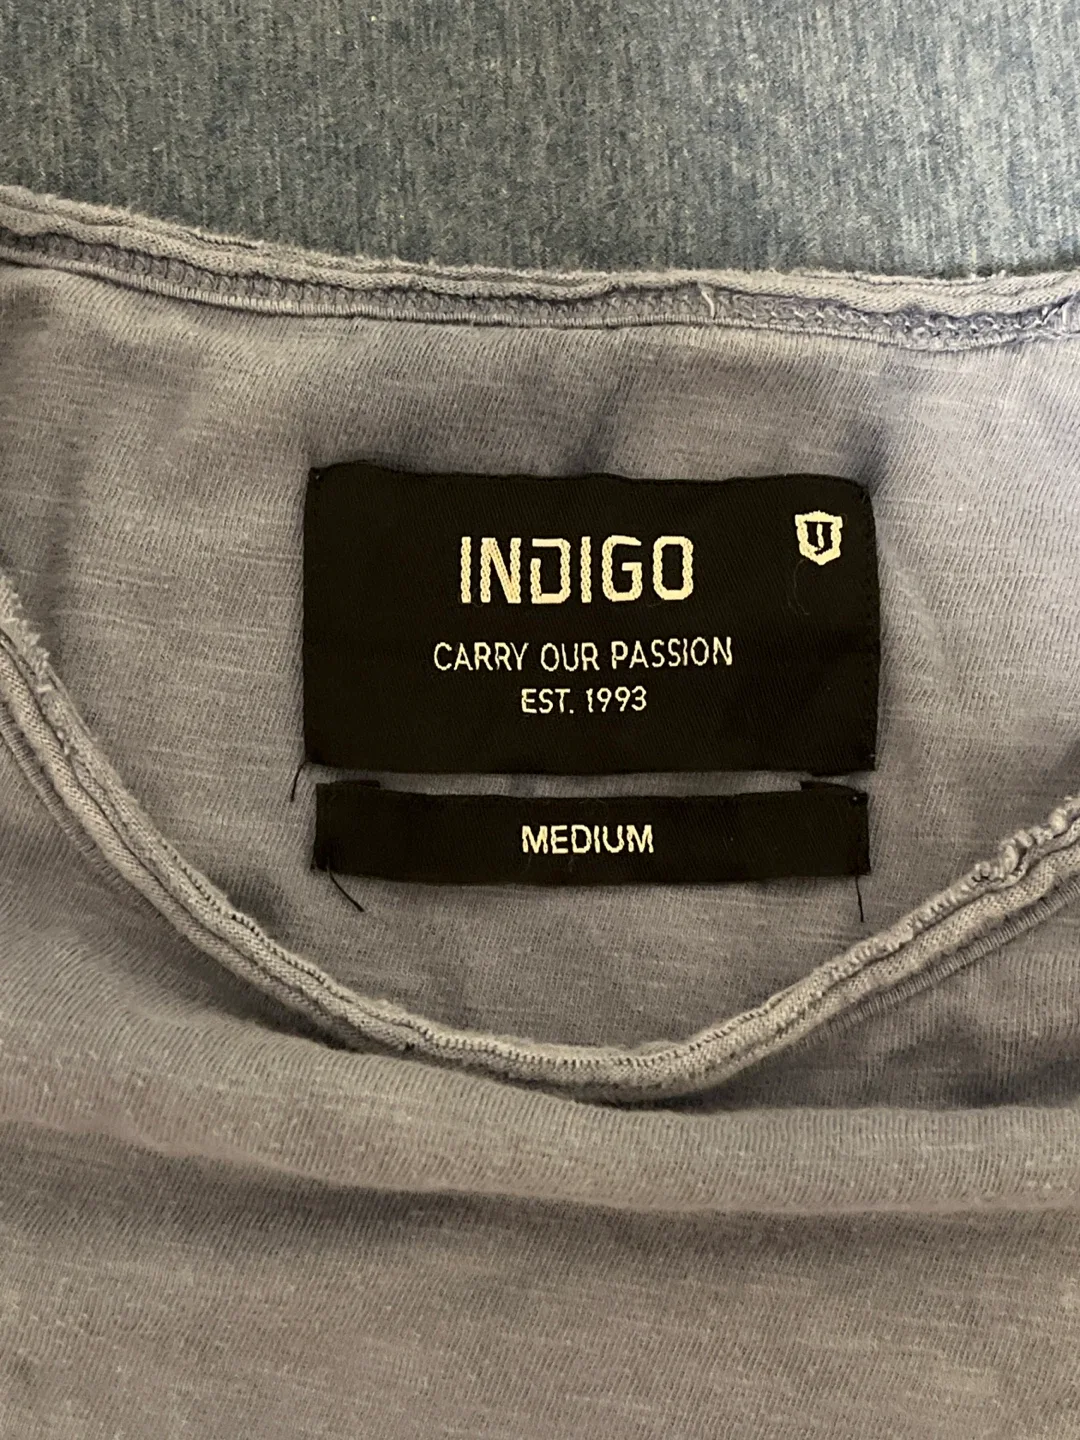 INDIGO
CARRY OUR PASSION
EST. 1993
MEDIUM